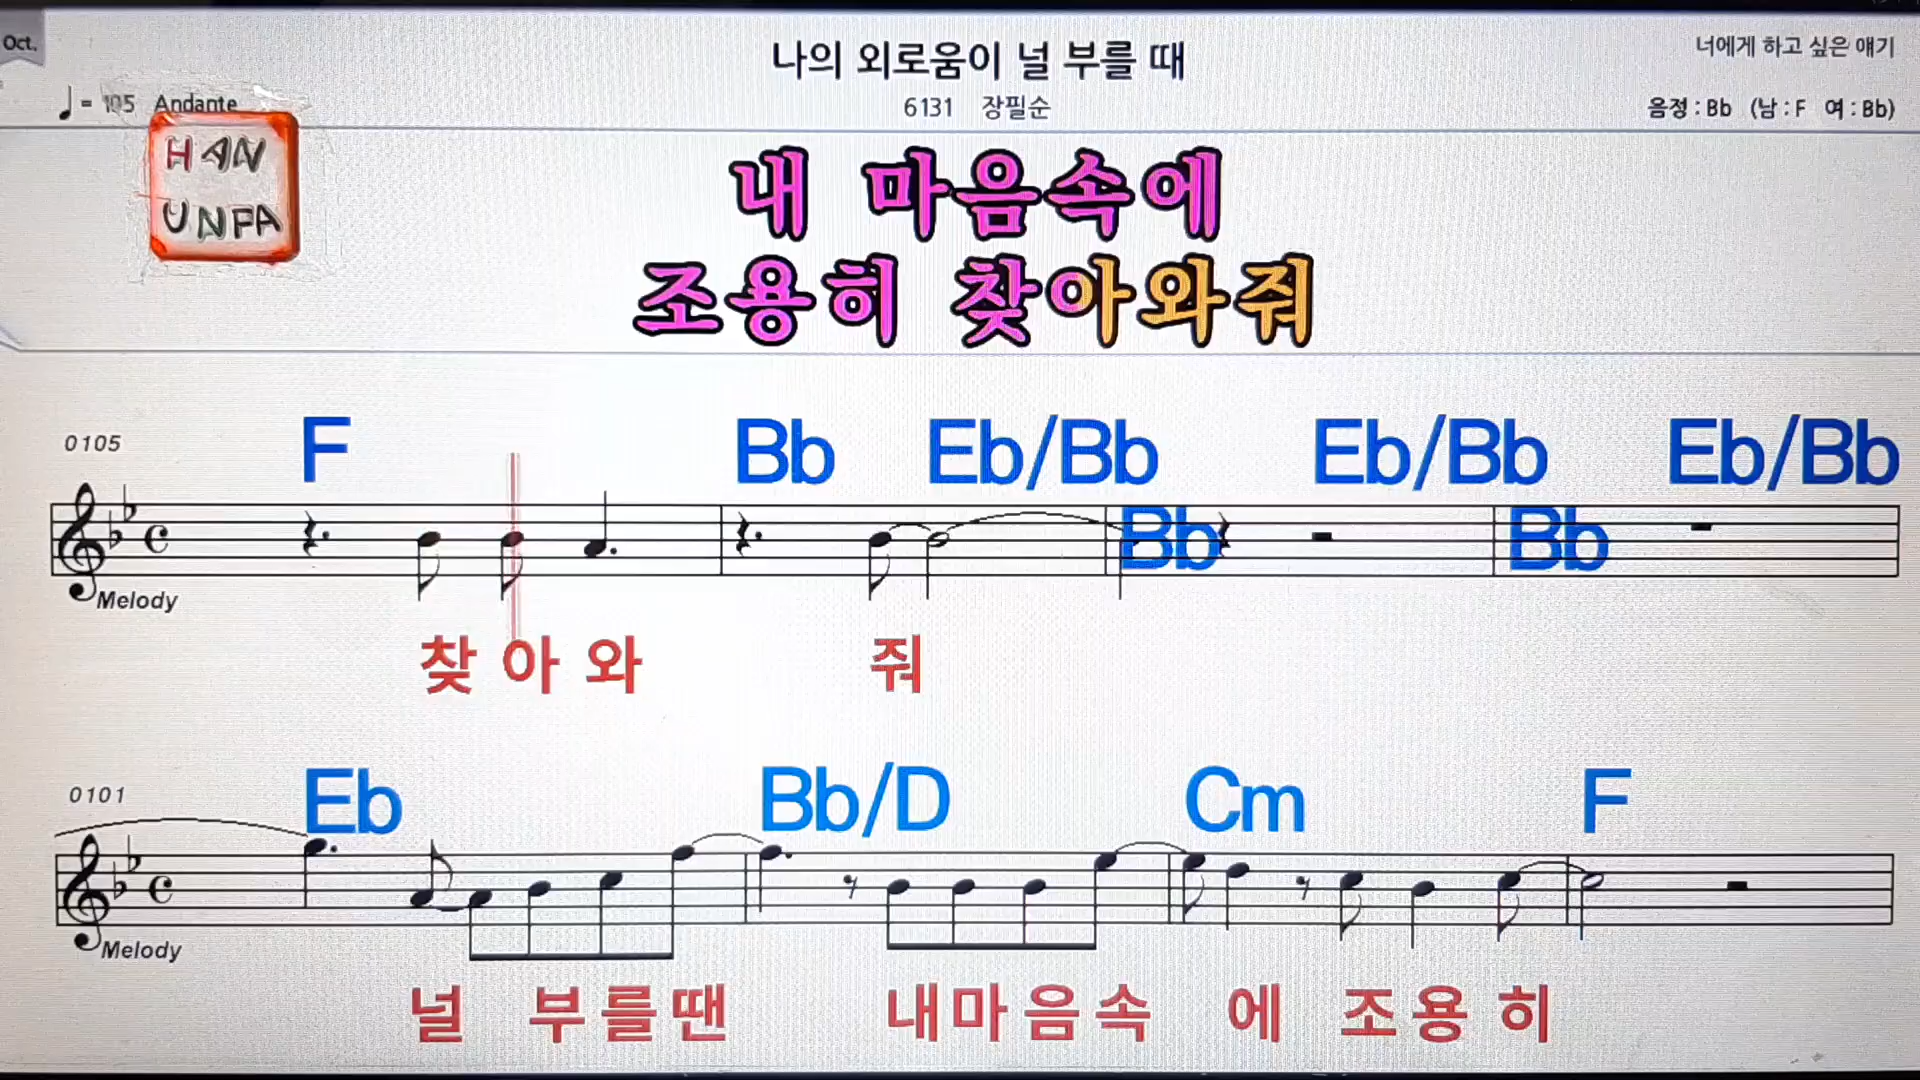 Oct.
나의 외로움이 널 부를 때
너에게 하고 싶은 얘기
♩= 105 Andante
6131 장필순
음정 : Bb (남 : F 여 : Bb)
HAN
UNFA
내 마음속에
조용히 찾아와줘
F Bb Eb/Bb Eb/Bb Eb/Bb
0105
Bb Bb
Melody
찾 아 와 줘
Eb Bb/D Cm F
0101
Melody
널 부를땐 내마음속 에 조용 히